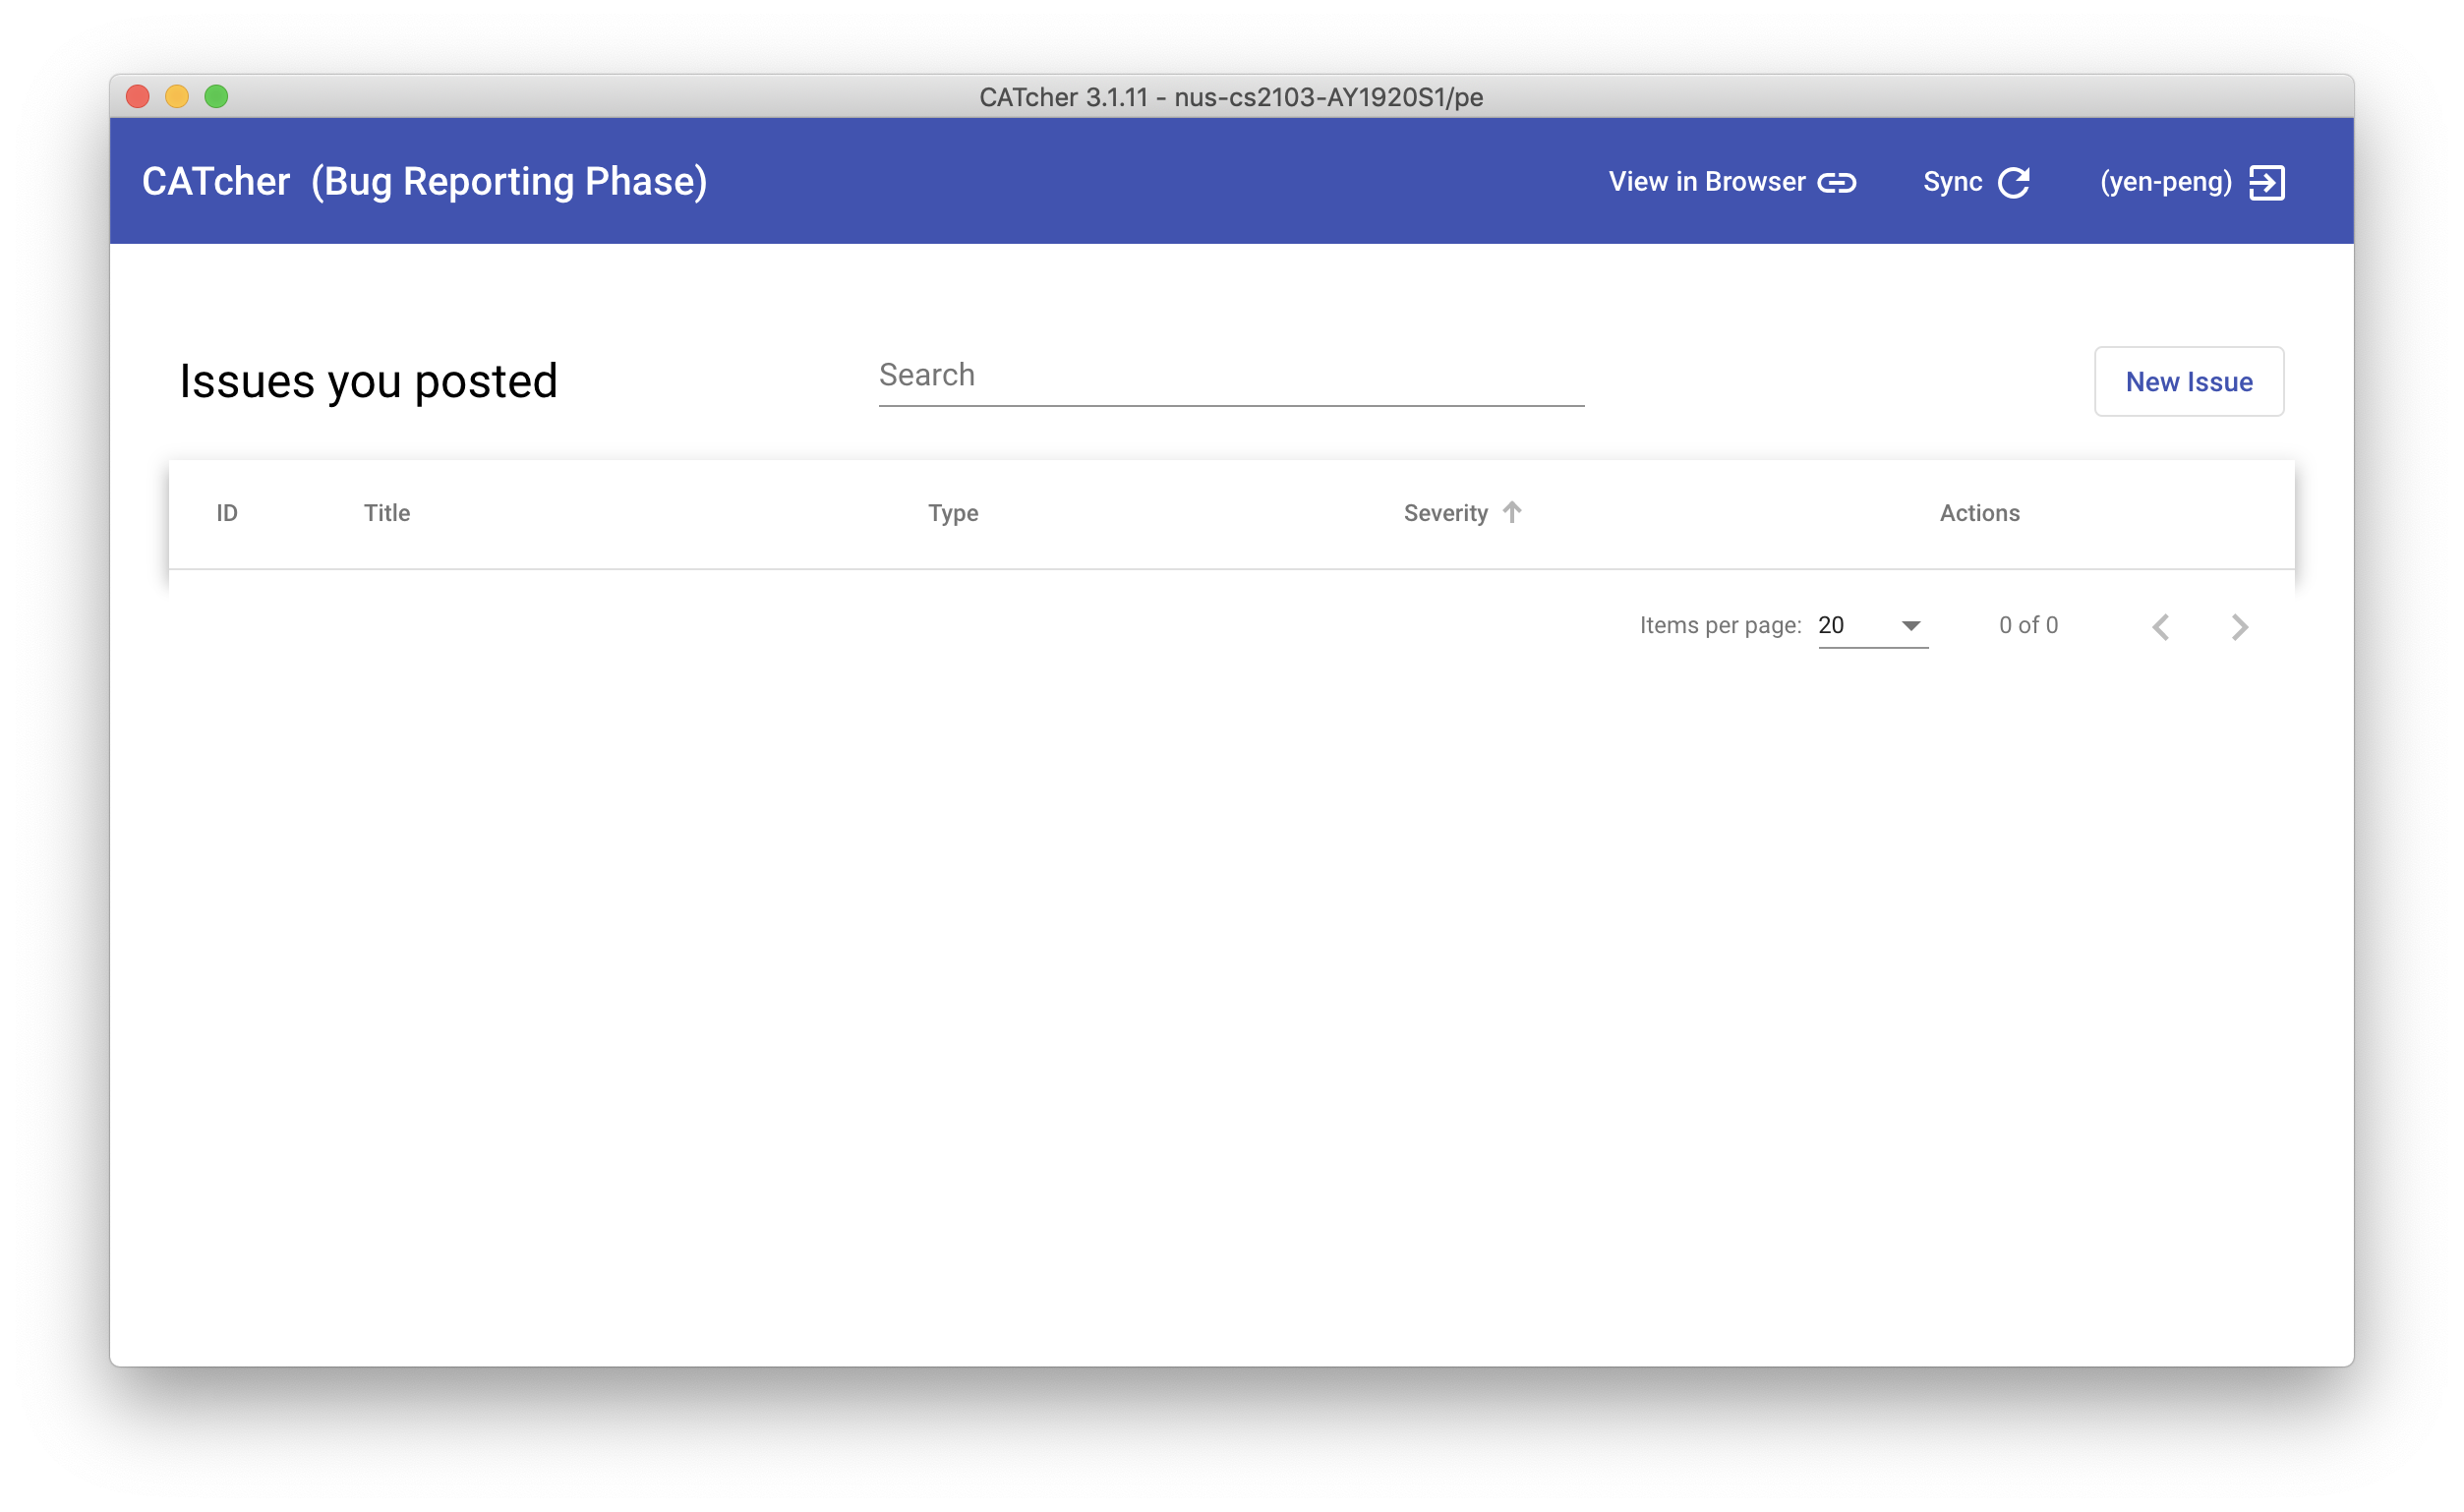 CATcher 3.1.11 - nus-cs2103-AY1920S1/pe
CATcher (Bug Reporting Phase) View in Browser Sync (yen-peng)
Issues you posted Search New Issue
ID Title Type Severity Actions
Items per page: 20 0 of 0